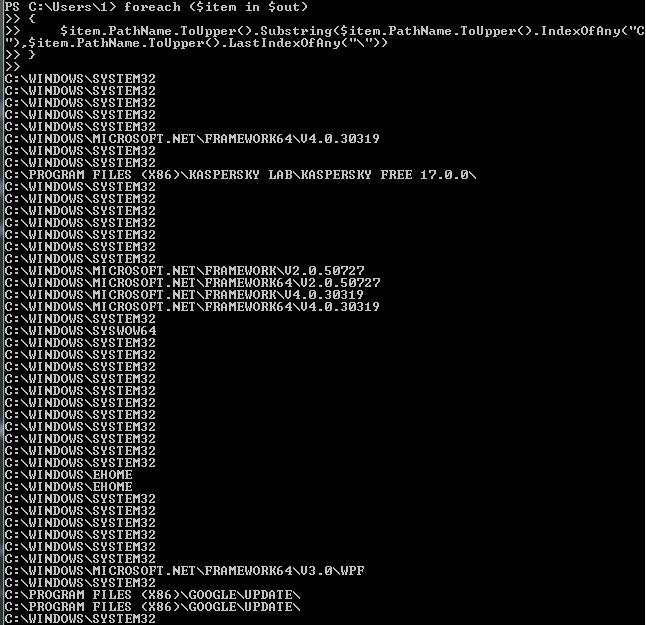 PS C:\Users\1> foreach ($item in $out)
>> {
>>     $item.PathName.ToUpper().Substring($item.PathName.ToUpper().IndexOfAny("C
"),$item.PathName.ToUpper().LastIndexOfAny("\"))
>> }
>>
C:\WINDOWS\SYSTEM32
C:\WINDOWS\SYSTEM32
C:\WINDOWS\SYSTEM32
C:\WINDOWS\SYSTEM32
C:\WINDOWS\SYSTEM32
C:\WINDOWS\MICROSOFT.NET\FRAMEWORK64\V4.0.30319
C:\WINDOWS\SYSTEM32
C:\WINDOWS\SYSTEM32
C:\PROGRAM FILES (X86)\KASPERSKY LAB\KASPERSKY FREE 17.0.0\
C:\WINDOWS\SYSTEM32
C:\WINDOWS\SYSTEM32
C:\WINDOWS\SYSTEM32
C:\WINDOWS\SYSTEM32
C:\WINDOWS\SYSTEM32
C:\WINDOWS\SYSTEM32
C:\WINDOWS\SYSTEM32
C:\WINDOWS\MICROSOFT.NET\FRAMEWORK\V2.0.50727
C:\WINDOWS\MICROSOFT.NET\FRAMEWORK64\V2.0.50727
C:\WINDOWS\MICROSOFT.NET\FRAMEWORK\V4.0.30319
C:\WINDOWS\MICROSOFT.NET\FRAMEWORK64\V4.0.30319
C:\WINDOWS\SYSTEM32
C:\WINDOWS\SYSWOW64
C:\WINDOWS\SYSTEM32
C:\WINDOWS\SYSTEM32
C:\WINDOWS\SYSTEM32
C:\WINDOWS\SYSTEM32
C:\WINDOWS\SYSTEM32
C:\WINDOWS\SYSTEM32
C:\WINDOWS\SYSTEM32
C:\WINDOWS\SYSTEM32
C:\WINDOWS\SYSTEM32
C:\WINDOWS\SYSTEM32
C:\WINDOWS\SYSTEM32
C:\WINDOWS\EHOME
C:\WINDOWS\EHOME
C:\WINDOWS\SYSTEM32
C:\WINDOWS\SYSTEM32
C:\WINDOWS\SYSTEM32
C:\WINDOWS\SYSTEM32
C:\WINDOWS\SYSTEM32
C:\WINDOWS\SYSTEM32
C:\WINDOWS\MICROSOFT.NET\FRAMEWORK64\V3.0\WPF
C:\WINDOWS\SYSTEM32
C:\PROGRAM FILES (X86)\GOOGLE\UPDATE\
C:\PROGRAM FILES (X86)\GOOGLE\UPDATE\
C:\WINDOWS\SYSTEM32